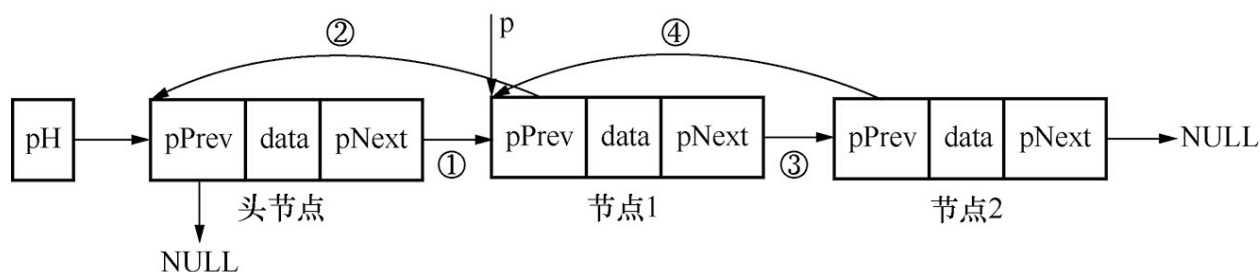 ② p ④
pH pPrev data pNext ① pPrev data pNext ③ pPrev data pNext NULL
头节点 节点1 节点2
NULL